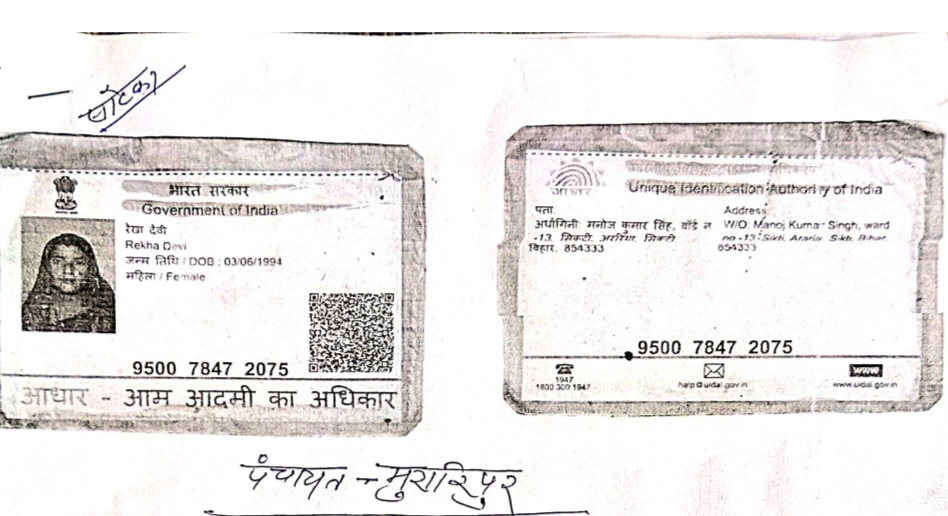 भारत सरकार
Government of India
रेखा देवी
Rekha Devi
जन्म तिथि / DOB : 03/06/1994
महिला / Female
9500 7847 2075
आधार - आम आदमी का अधिकार
Unique Identification Authority of India
पता:
अर्धांगिनी: मनोज कुमार सिंह, वॉर्ड न
-13, सिकटी, अररिया, सिकटी
बिहार, 854333
Address:
W/O: Manoj Kumar Singh, ward
no -13, Sikti, Araria, Sikti, Bihar,
854333
9500 7847 2075
1947
1800 300 1947
help@uidai.gov.in
www
www.uidai.gov.in
पंचायत - मुरारिपुर